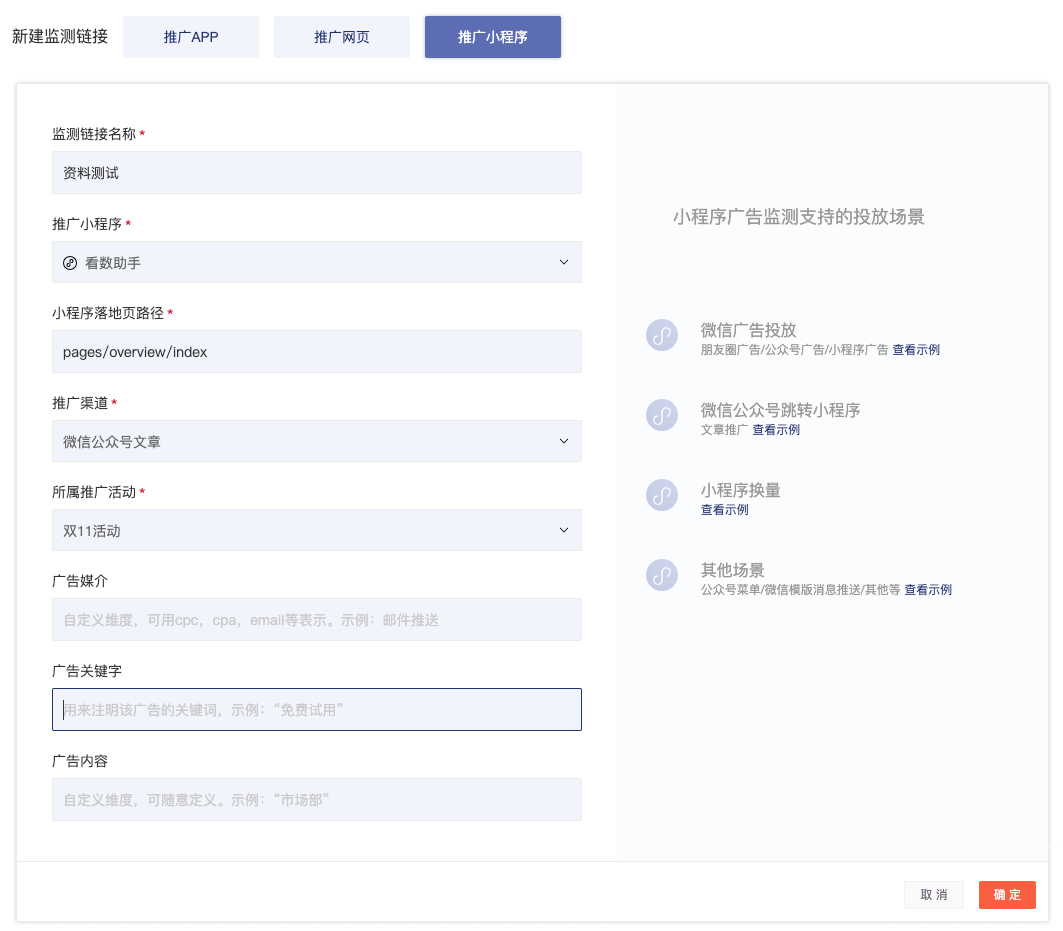 新建监测链接 推广APP 推广网页 推广小程序
监测链接名称 *
资料测试
推广小程序 *
看数助手
小程序落地页路径 *
pages/overview/index
推广渠道 *
微信公众号文章
所属推广活动 *
双11活动
广告媒介
自定义维度，可用cpc，cpa，email等表示。示例：邮件推送
广告关键字
用来注明该广告的关键词，示例：“免费试用”
广告内容
自定义维度，可随意定义。示例：“市场部”
小程序广告监测支持的投放场景
微信广告投放
朋友圈广告/公众号广告/小程序广告 查看示例
微信公众号跳转小程序
文章推广 查看示例
小程序换量
查看示例
其他场景
公众号菜单/微信模版消息推送/其他等 查看示例
取 消 确 定